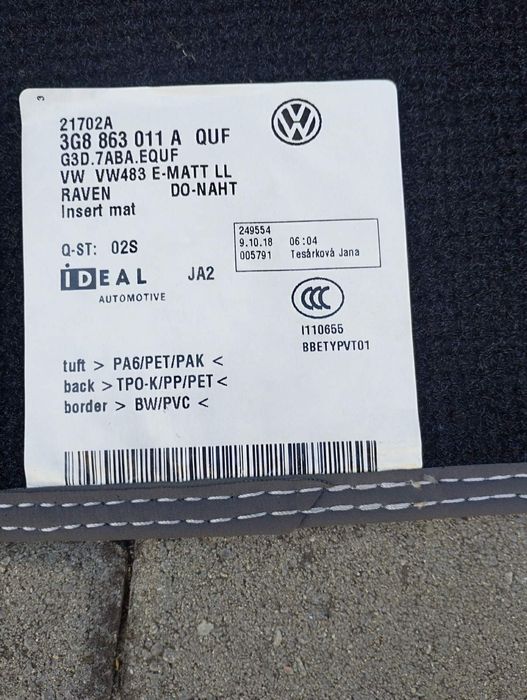 3
21702A
3G8 863 011 A QUF
G3D.7ABA.EQUF
VW VW483 E-MATT LL
RAVEN DO-NAHT
Insert mat
249554
9.10.18 06:04
005791 Tesárková Jana
Q-ST: 02S
IDEAL JA2
AUTOMOTIVE
CCC
I110655
BBETYPVT01
tuft > PA6/PET/PAK <
back > TPO-K/PP/PET <
border > BW/PVC <